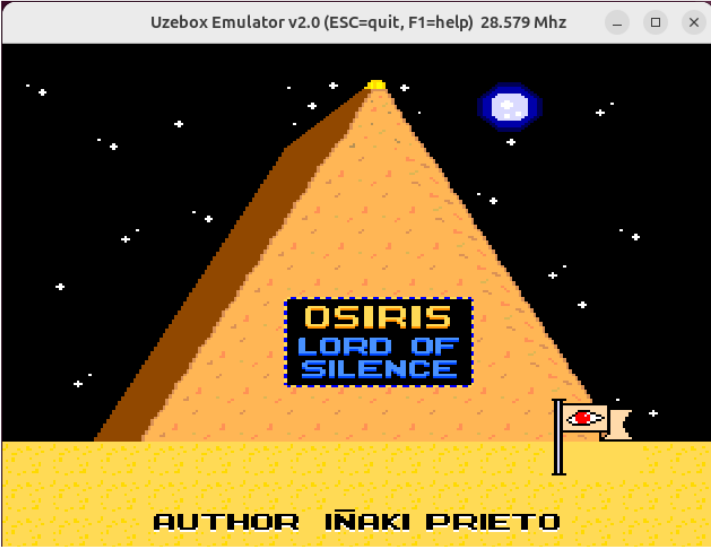 Uzebox Emulator v2.0 (ESC=quit, F1=help) 28.579 Mhz
OSIRIS
LORD OF
SILENCE
AUTHOR IÑAKI PRIETO